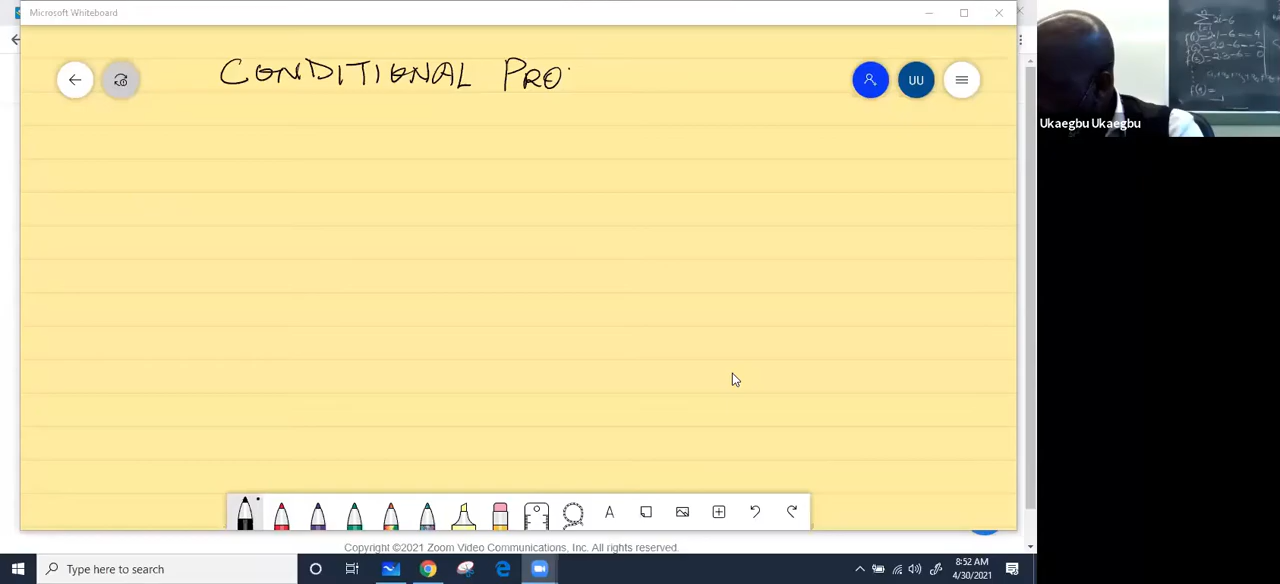 Microsoft Whiteboard
CONDITIONAL PRO
UU
Ukaegbu Ukaegbu
A
Copyright ©2021 Zoom Video Communications, Inc. All rights reserved.
Type here to search
8:52 AM
4/30/2021